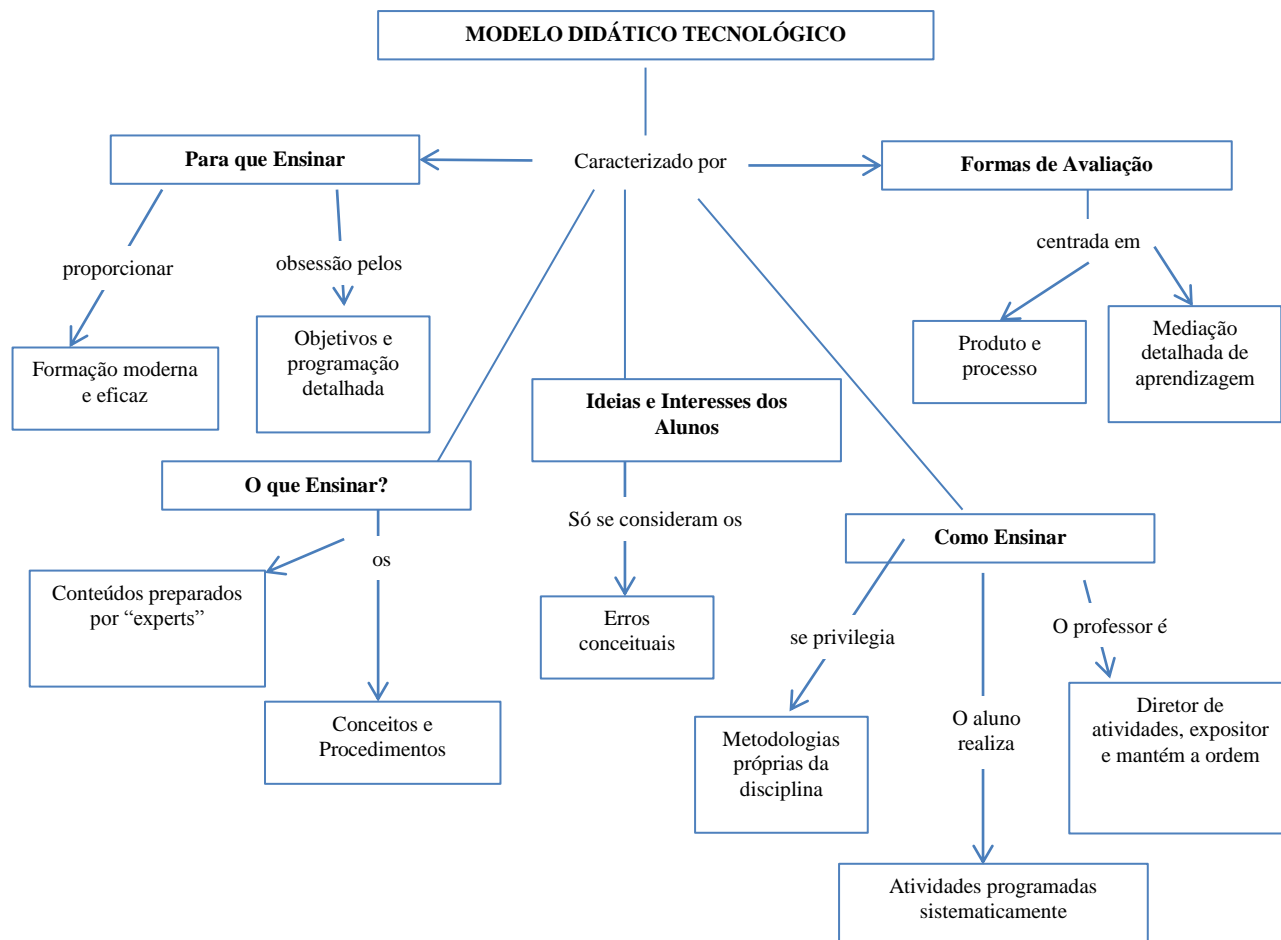 MODELO DIDÁTICO TECNOLÓGICO
Para que Ensinar
Caracterizado por
Formas de Avaliação
proporcionar
obsessão pelos
centrada em
Formação moderna
e eficaz
Objetivos e
programação
detalhada
Produto e
processo
Mediação
detalhada de
aprendizagem
Ideias e Interesses dos
Alunos
O que Ensinar?
Só se consideram os
Como Ensinar
os
Conteúdos preparados
por “experts”
Erros
conceituais
se privilegia
O professor é
Conceitos e
Procedimentos
Metodologias
próprias da
disciplina
O aluno
realiza
Diretor de
atividades, expositor
e mantém a ordem
Atividades programadas
sistematicamente